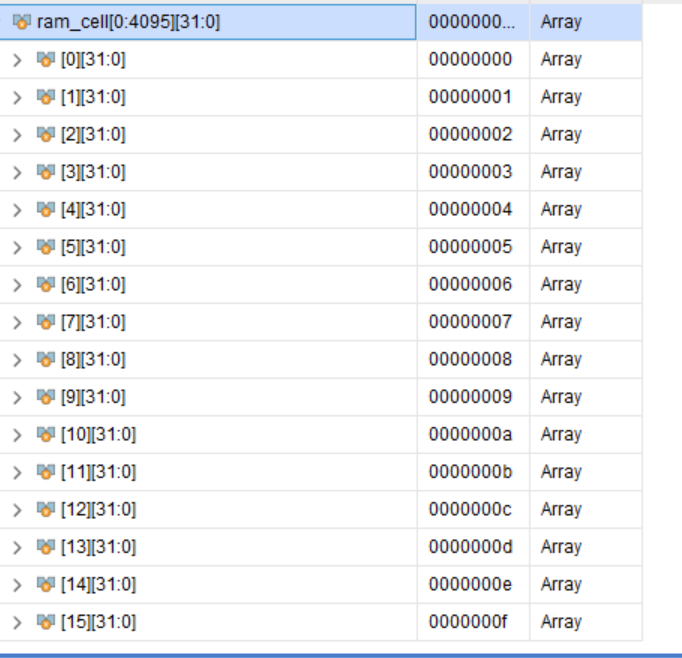 ram_cell[0:4095][31:0] 0000000... Array
[0][31:0] 00000000 Array
[1][31:0] 00000001 Array
[2][31:0] 00000002 Array
[3][31:0] 00000003 Array
[4][31:0] 00000004 Array
[5][31:0] 00000005 Array
[6][31:0] 00000006 Array
[7][31:0] 00000007 Array
[8][31:0] 00000008 Array
[9][31:0] 00000009 Array
[10][31:0] 0000000a Array
[11][31:0] 0000000b Array
[12][31:0] 0000000c Array
[13][31:0] 0000000d Array
[14][31:0] 0000000e Array
[15][31:0] 0000000f Array